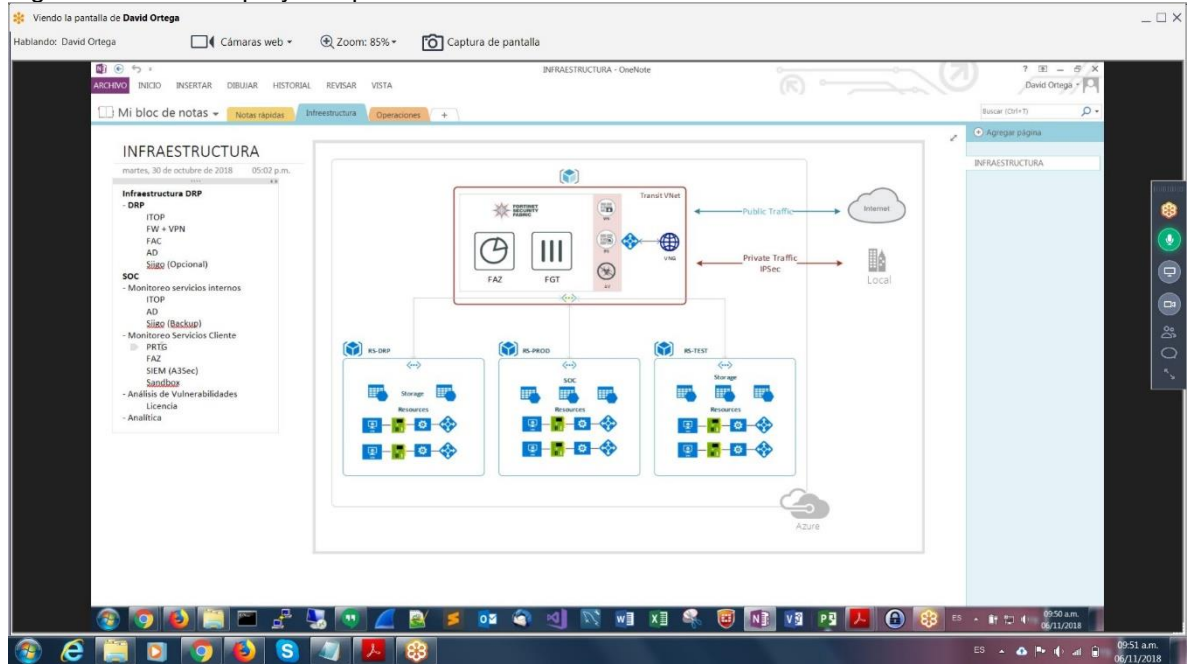 Viendo la pantalla de David Ortega
Hablando: David Ortega
Cámaras web
Zoom: 85%
Captura de pantalla
INFRAESTRUCTURA - OneNote
ARCHIVO INICIO INSERTAR DIBUJAR HISTORIAL REVISAR VISTA
David Ortega
Mi bloc de notas
Notas rápidas
Infraestructura
Operaciones
Buscar (Ctrl+T)
Agregar página
INFRAESTRUCTURA
INFRAESTRUCTURA
martes, 30 de octubre de 2018 05:02 p.m.
Infraestructura DRP
- DRP
ITOP
FW + VPN
FAC
AD
Siigo (Opcional)
SOC
- Monitoreo servicios internos
ITOP
AD
Siigo (Backup)
- Monitoreo Servicios Cliente
PRTG
FAZ
SIEM (A3Sec)
Sandbox
- Análisis de Vulnerabilidades
Licencia
- Analítica
Transit VNet
FORTINET
SECURITY
FABRIC
FAZ
FGT
VNG
Public Traffic
Internet
Private Traffic
IPSec
Local
RS-DRP
Storage
Resources
RS-PROD
SOC
Resources
RS-TEST
Storage
Resources
Azure
ES
09:50 a.m.
06/11/2018
ES
09:51 a.m.
06/11/2018